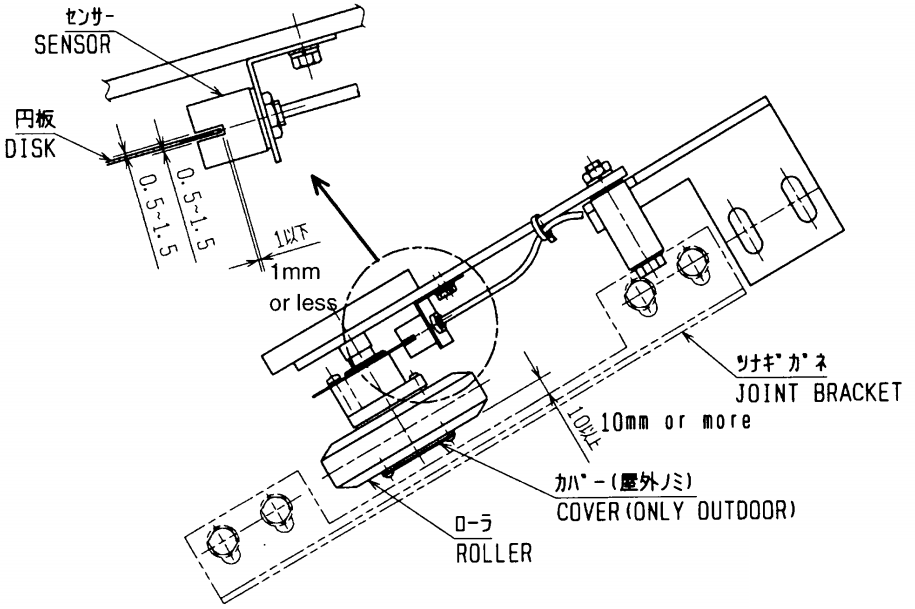 センサー
SENSOR
円板
DISK
0.5~1.5
0.5~1.5
1以下
1mm
or less
ツナギガネ
JOINT BRACKET
10以上
10mm or more
カバー(屋外ノミ)
COVER(ONLY OUTDOOR)
ローラ
ROLLER